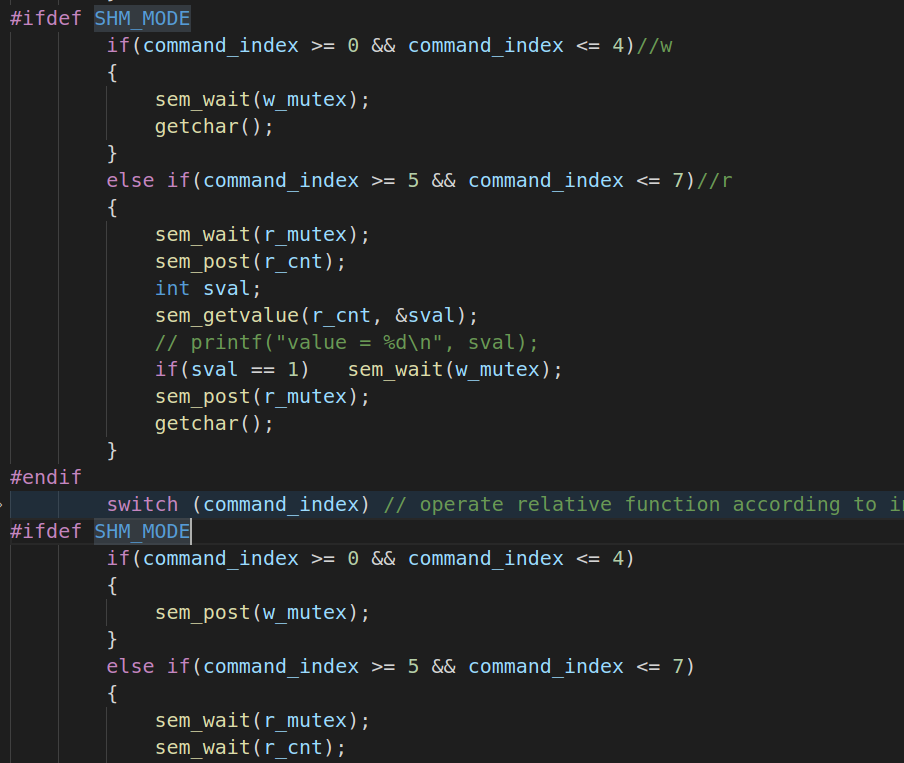 #ifdef SHM_MODE
if(command_index >= 0 && command_index <= 4)//w
{
sem_wait(w_mutex);
getchar();
}
else if(command_index >= 5 && command_index <= 7)//r
{
sem_wait(r_mutex);
sem_post(r_cnt);
int sval;
sem_getvalue(r_cnt, &sval);
// printf("value = %d\n", sval);
if(sval == 1)   sem_wait(w_mutex);
sem_post(r_mutex);
getchar();
}
#endif
switch (command_index) // operate relative function according to
#ifdef SHM_MODE
if(command_index >= 0 && command_index <= 4)
{
sem_post(w_mutex);
}
else if(command_index >= 5 && command_index <= 7)
{
sem_wait(r_mutex);
sem_wait(r_cnt);